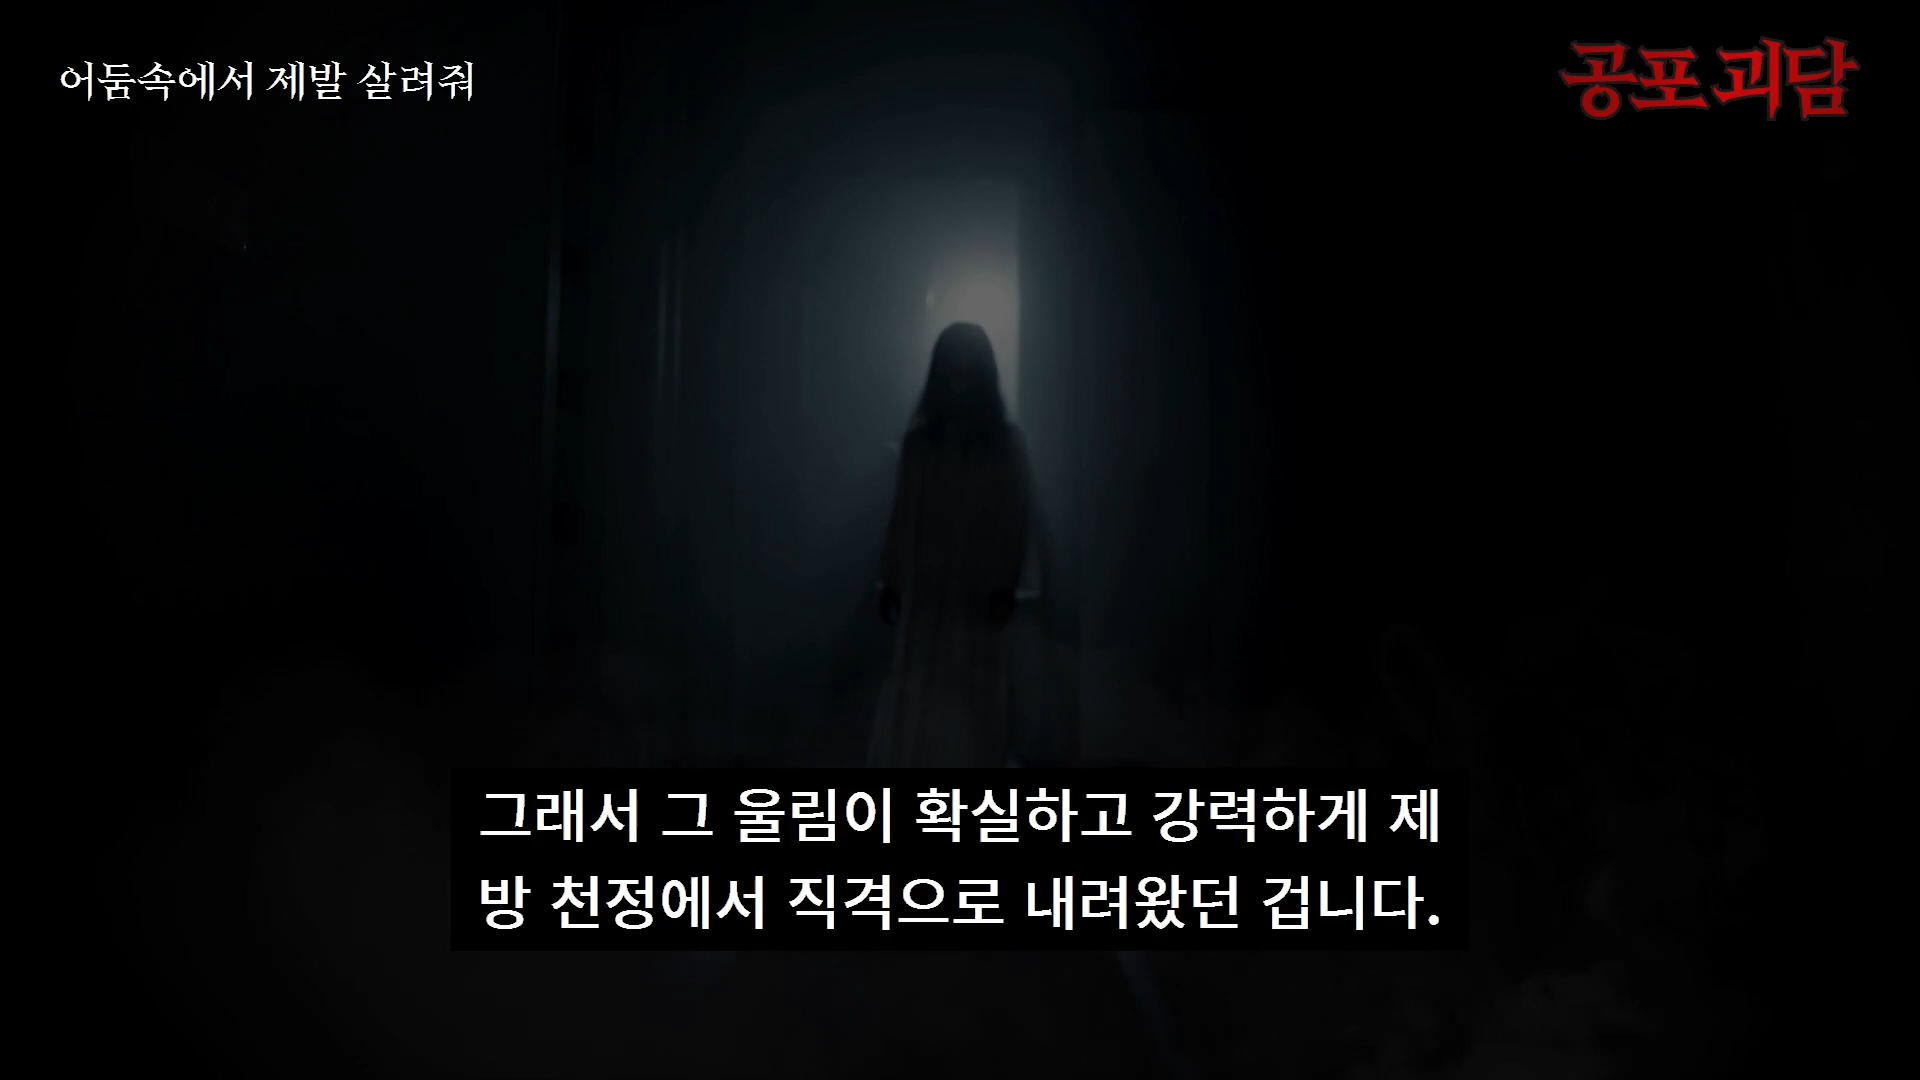 어둠속에서 제발 살려줘
공포괴담
그래서 그 울림이 확실하고 강력하게 제
방 천정에서 직격으로 내려왔던 겁니다.